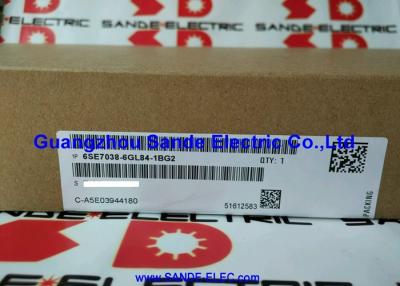 SANDE-ELECTRIC
Guangzhou Sande Electric Co.,Ltd
1P 6SE7038-6GL84-1BG2
QTY: 1
S
C-A5E03944180
51612583
PACKING
WWW.SANDE-ELEC.COM